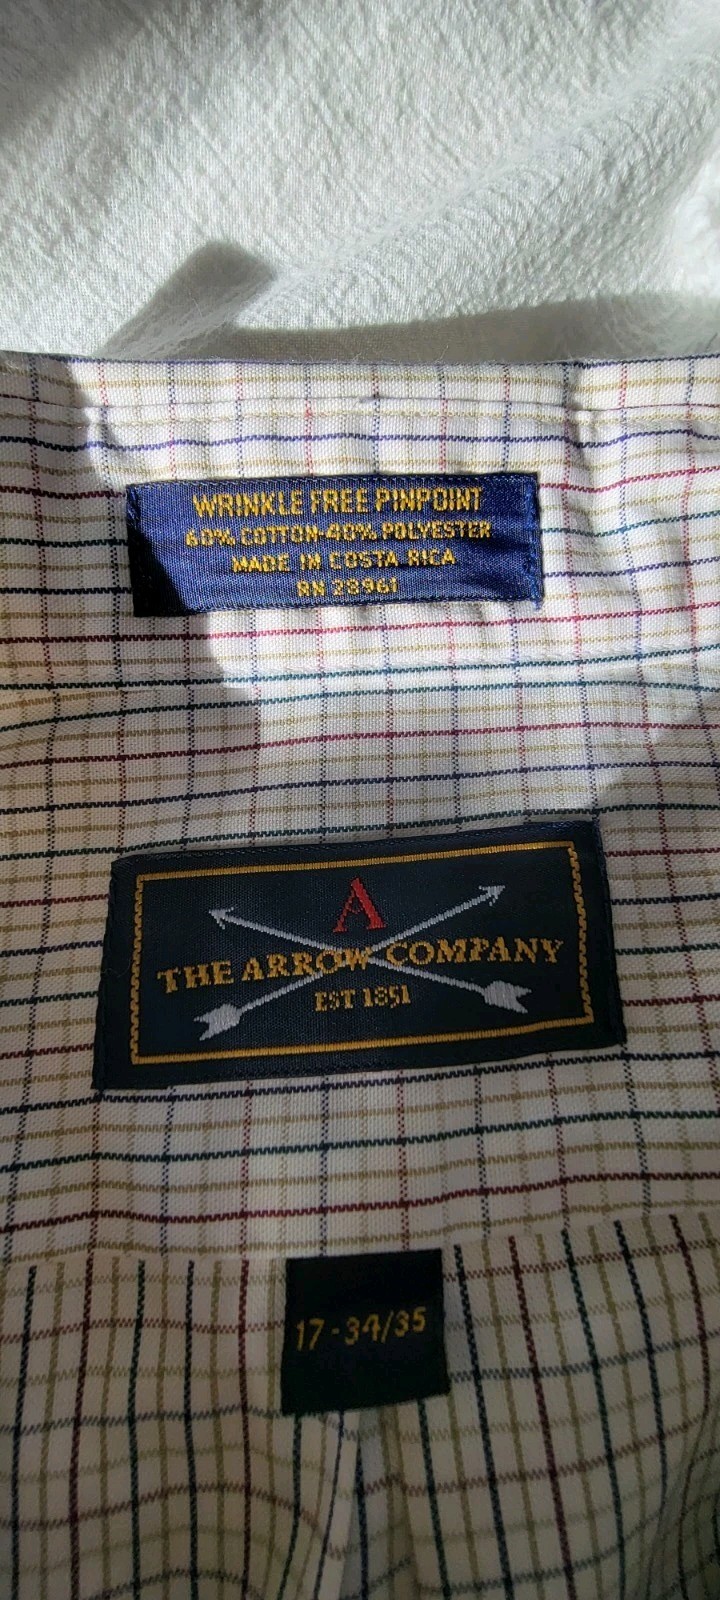 WRINKLE FREE PINPOINT
60% COTTON-40% POLYESTER
MADE IN COSTA RICA
RN 28961
A
THE ARROW COMPANY
EST 1851
17-34/35